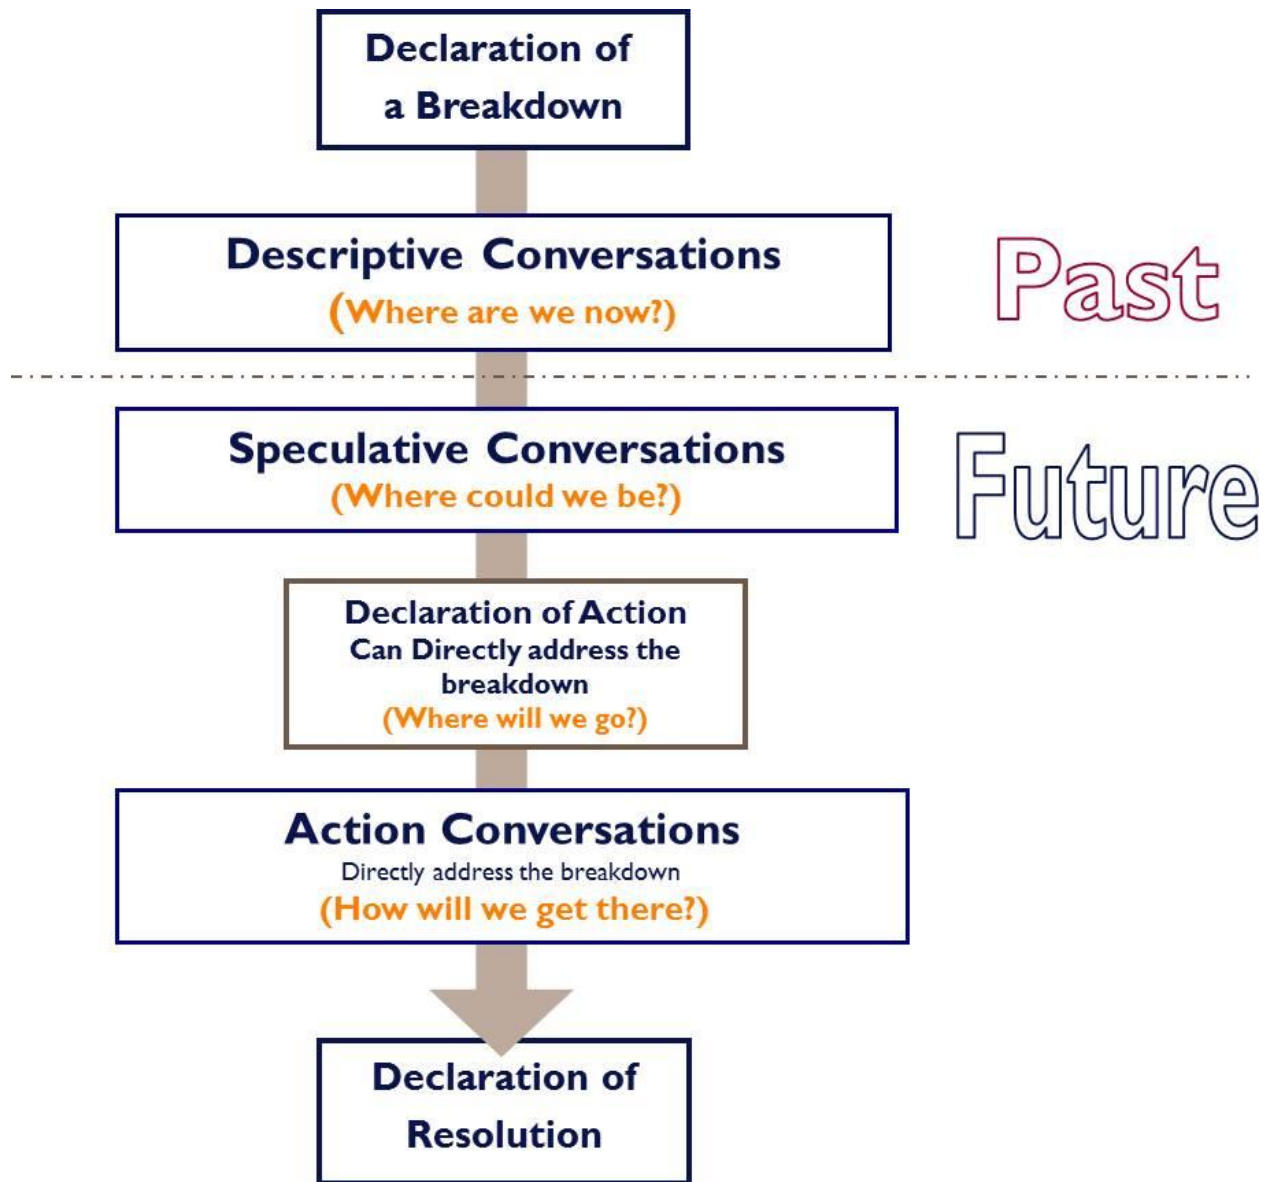 Declaration of
a Breakdown
Descriptive Conversations
(Where are we now?)
Past
Speculative Conversations
(Where could we be?)
Future
Declaration of Action
Can Directly address the
breakdown
(Where will we go?)
Action Conversations
Directly address the breakdown
(How will we get there?)
Declaration of
Resolution